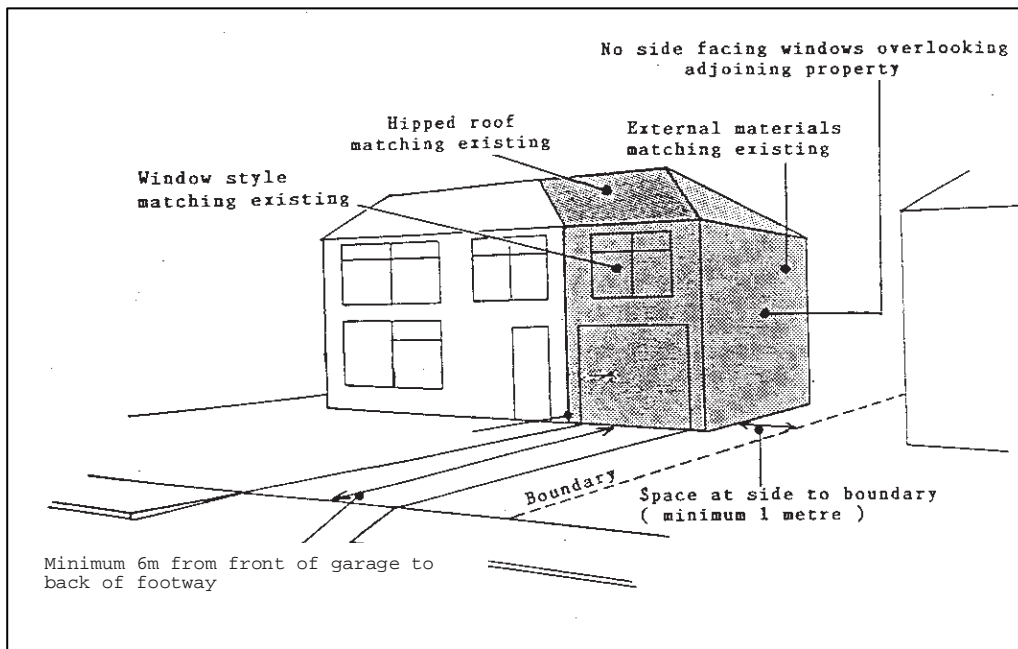 No side facing windows overlooking
adjoining property
Hipped roof
matching existing
External materials
matching existing
Window style
matching existing
Boundary
Space at side to boundary
( minimum 1 metre )
Minimum 6m from front of garage to
back of footway